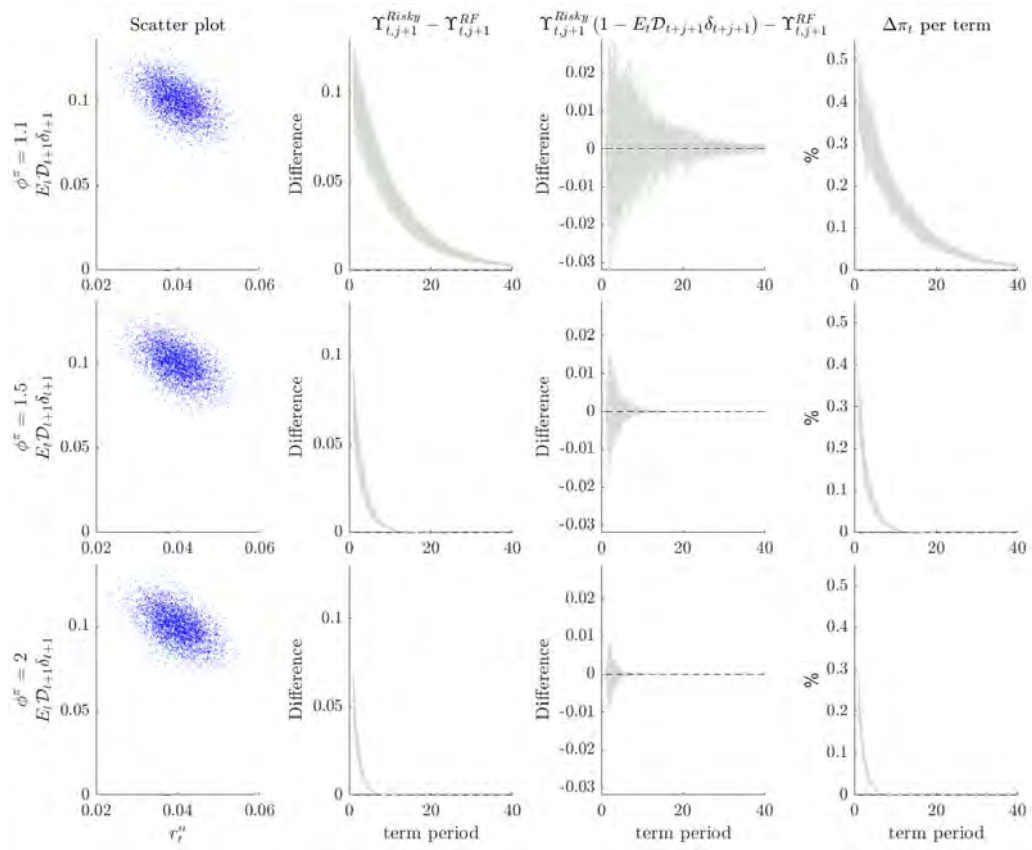 Scatter plot
Υ^{Risky}_{t,j+1} − Υ^{RF}_{t,j+1}
Υ^{Risky}_{t,j+1}(1 − E_t𝒟_{t+j+1}δ_{t+j+1}) − Υ^{RF}_{t,j+1}
Δπ_t per term
ϕ^π = 1.1
E_t𝒟_{t+1}δ_{t+1}
0.1
0.05
0
0.02 0.04 0.06
Difference
0.1
0.05
0
0 20 40
Difference
0.02
0.01
0
-0.01
-0.02
-0.03
0 20 40
%
0.5
0.4
0.3
0.2
0.1
0
0 20 40
ϕ^π = 1.5
E_t𝒟_{t+1}δ_{t+1}
0.1
0.05
0
0.02 0.04 0.06
Difference
0.1
0.05
0
0 20 40
Difference
0.02
0.01
0
-0.01
-0.02
-0.03
0 20 40
%
0.5
0.4
0.3
0.2
0.1
0
0 20 40
ϕ^π = 2
E_t𝒟_{t+1}δ_{t+1}
0.1
0.05
0
0.02 0.04 0.06
r^n_t
Difference
0.1
0.05
0
0 20 40
term period
Difference
0.02
0.01
0
-0.01
-0.02
-0.03
0 20 40
term period
%
0.5
0.4
0.3
0.2
0.1
0
0 20 40
term period